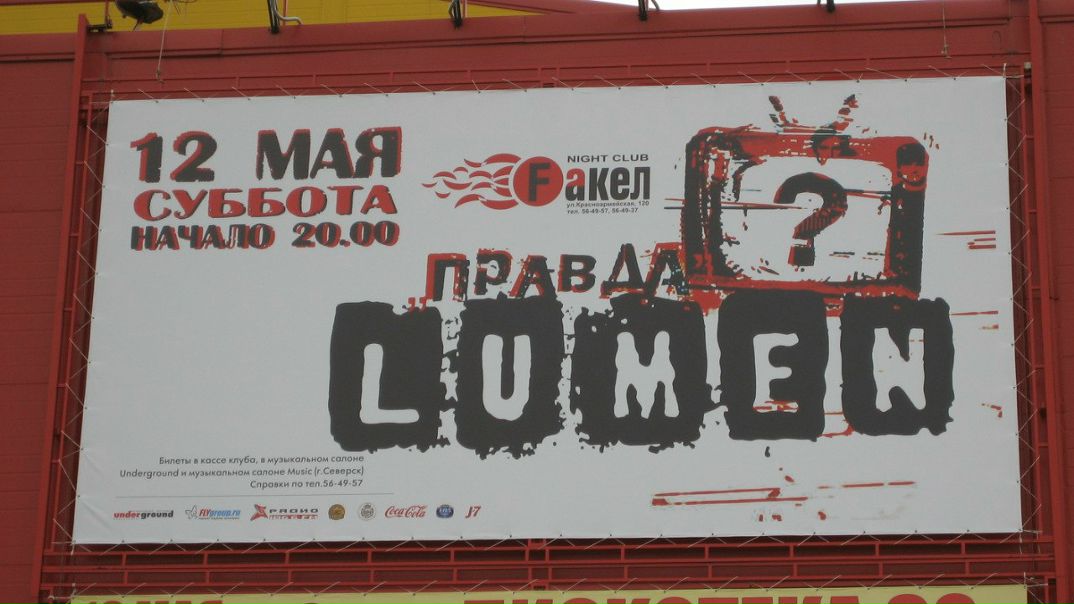 12 МАЯ
СУББОТА
НАЧАЛО 20.00
NIGHT CLUB
Fакел
ул.Красноармейская, 120
тел. 56-49-57, 56-49-37
?
„ПРАВДА"
LUMEN
Билеты в кассе клуба, в музыкальном салоне
Underground и музыкальном салоне Music (г.Северск)
Справки по тел.56-49-57
underground
FLYgroup.ru
РАДИО
Coca-Cola
J7